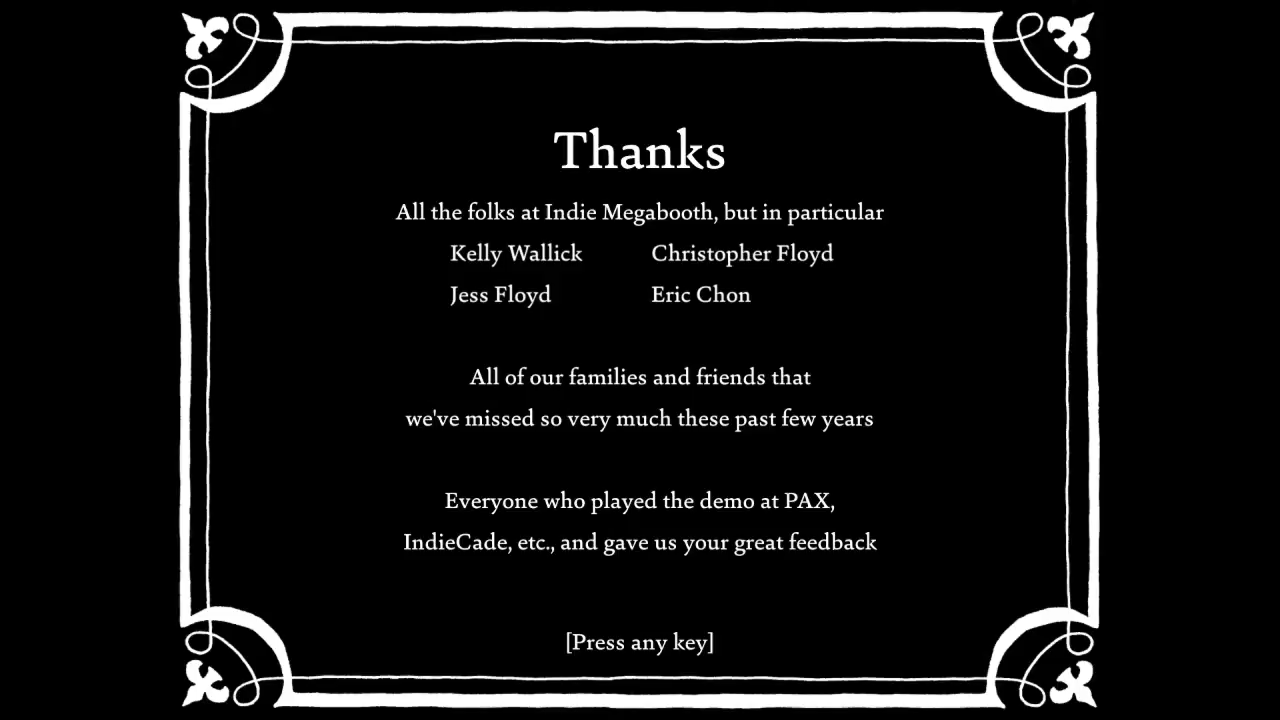 Thanks
All the folks at Indie Megabooth, but in particular
Kelly Wallick Christopher Floyd
Jess Floyd Eric Chon
All of our families and friends that
we've missed so very much these past few years
Everyone who played the demo at PAX,
IndieCade, etc., and gave us your great feedback
[Press any key]